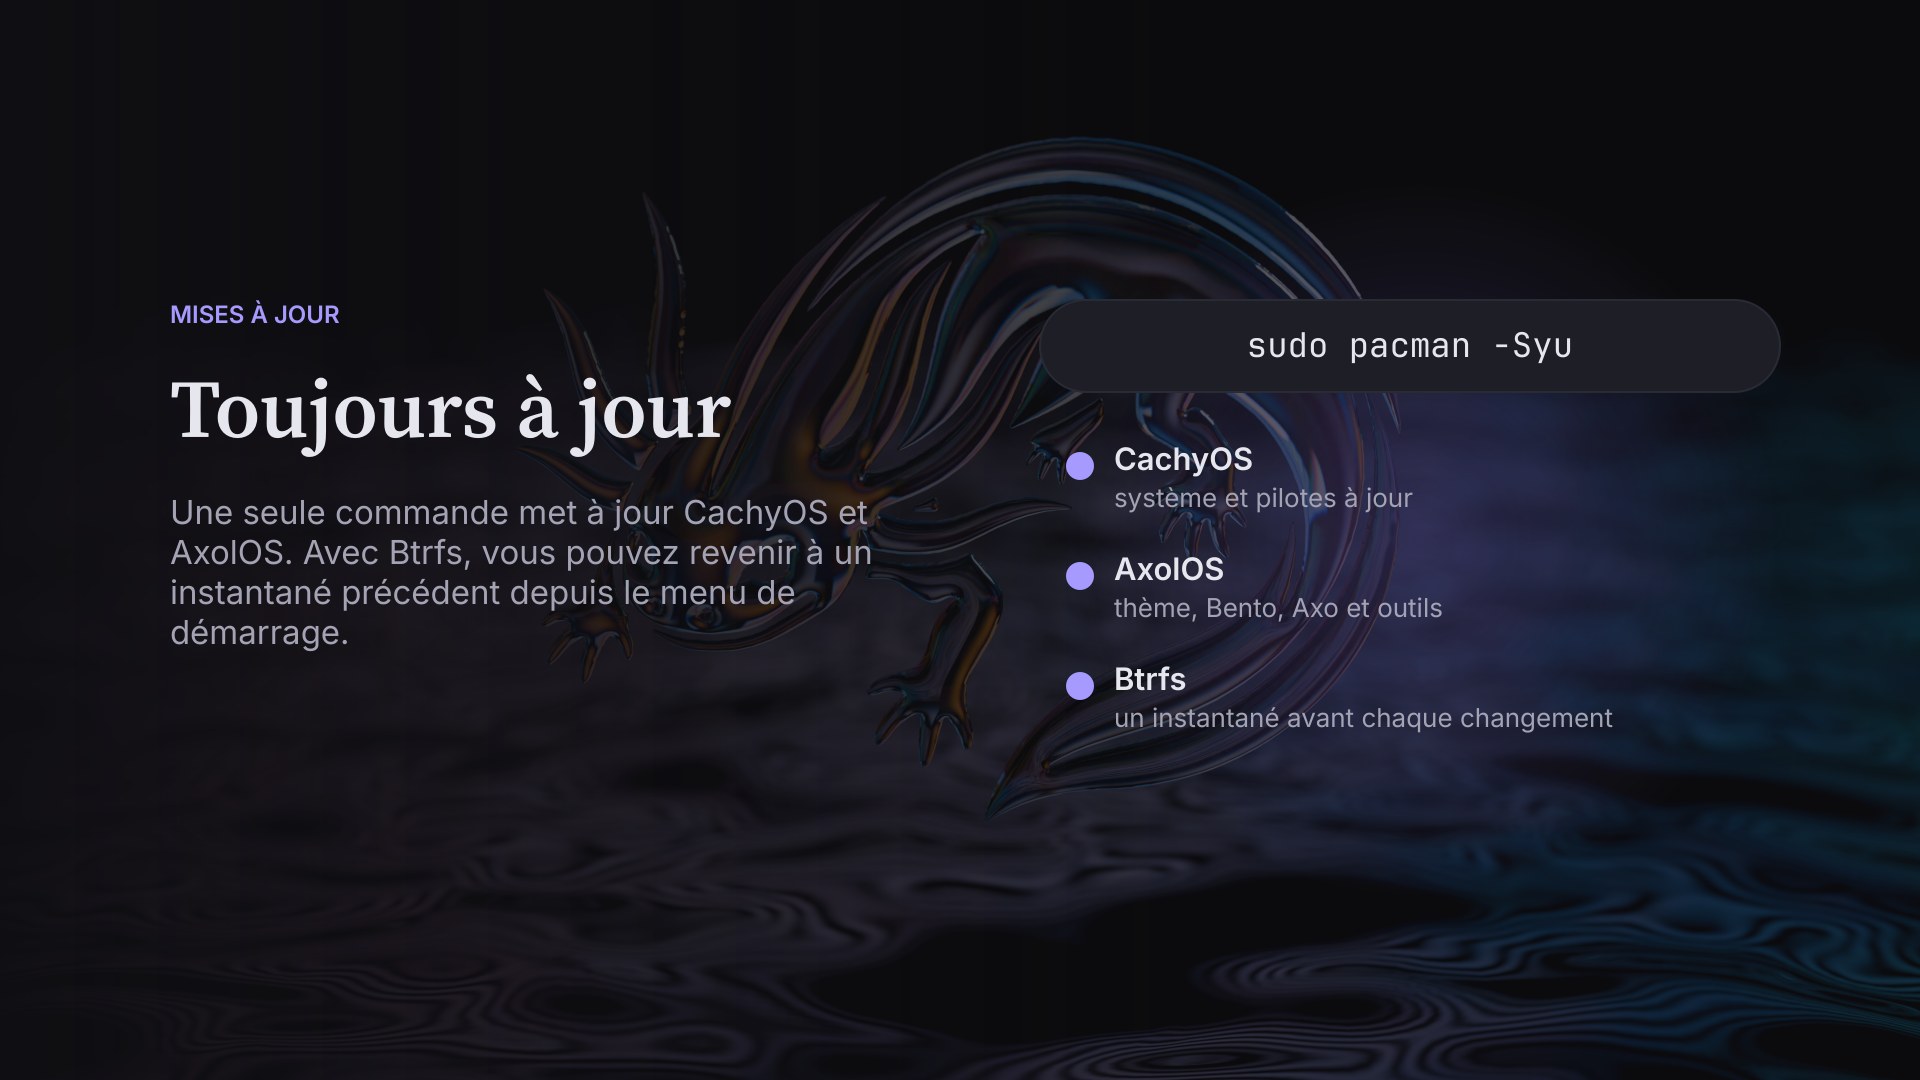 MISES À JOUR
Toujours à jour
Une seule commande met à jour CachyOS et
AxolOS. Avec Btrfs, vous pouvez revenir à un
instantané précédent depuis le menu de
démarrage.
sudo pacman -Syu
CachyOS
système et pilotes à jour
AxolOS
thème, Bento, Axo et outils
Btrfs
un instantané avant chaque changement